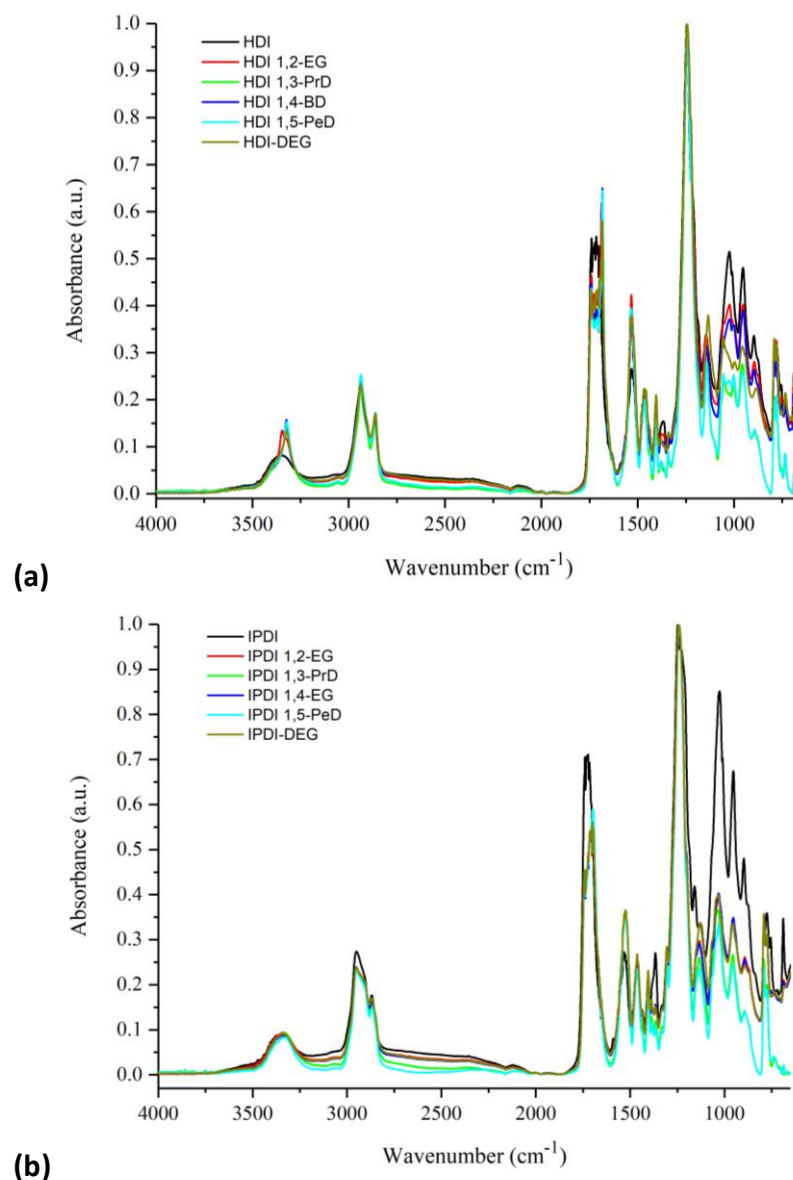 HDI
HDI 1,2-EG
HDI 1,3-PrD
HDI 1,4-BD
HDI 1,5-PeD
HDI-DEG
1.0
0.9
0.8
0.7
0.6
0.5
0.4
0.3
0.2
0.1
0.0
Absorbance (a.u.)
4000 3500 3000 2500 2000 1500 1000
Wavenumber (cm-1)
(a)
IPDI
IPDI 1,2-EG
IPDI 1,3-PrD
IPDI 1,4-EG
IPDI 1,5-PeD
IPDI-DEG
1.0
0.9
0.8
0.7
0.6
0.5
0.4
0.3
0.2
0.1
0.0
Absorbance (a.u.)
4000 3500 3000 2500 2000 1500 1000
Wavenumber (cm-1)
(b)